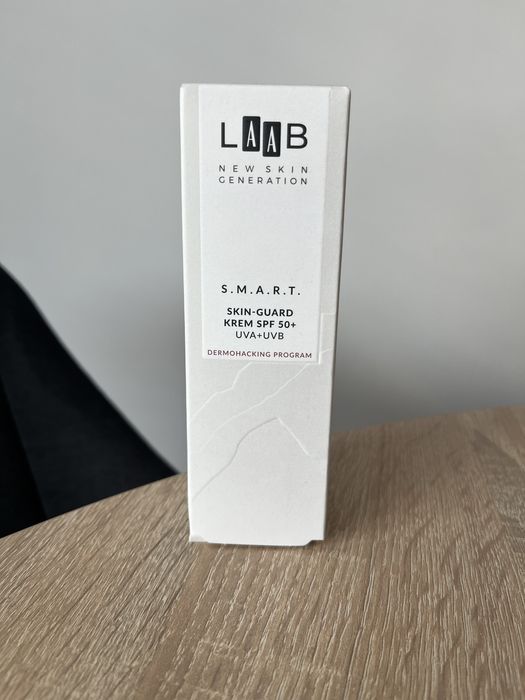 LAAB
NEW SKIN
GENERATION
S.M.A.R.T.
SKIN-GUARD
KREM SPF 50+
UVA+UVB
DERMOHACKING PROGRAM